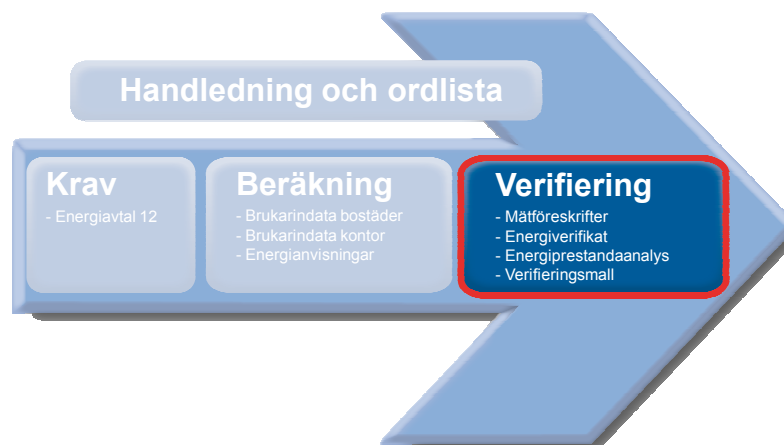 Handledning och ordlista
Krav
- Energiavtal 12
Beräkning
- Brukarindata bostäder
- Brukarindata kontor
- Energianvisningar
Verifiering
- Mätföreskrifter
- Energiverifikat
- Energiprestandaanalys
- Verifieringsmall